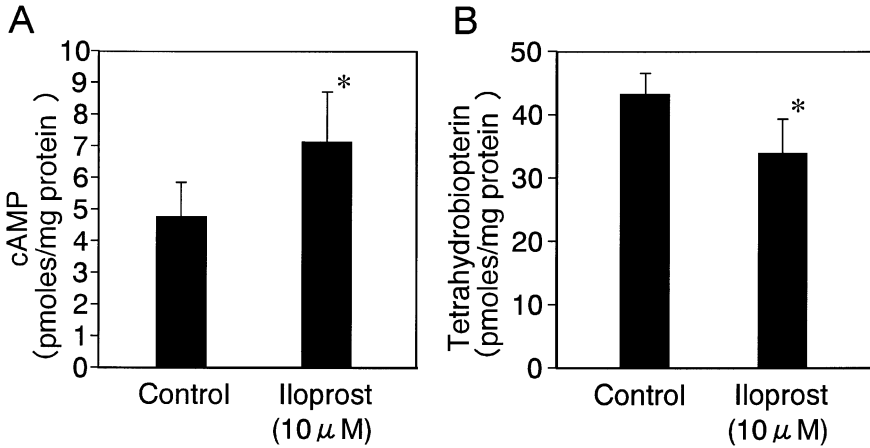 A
cAMP
(pmoles/mg protein )
10
9
8
7
6
5
4
3
2
1
0
*
Control
Iloprost
(10 μ M)
B
Tetrahydrobiopterin
(pmoles/mg protein )
50
40
30
20
10
0
*
Control
Iloprost
(10 μ M)